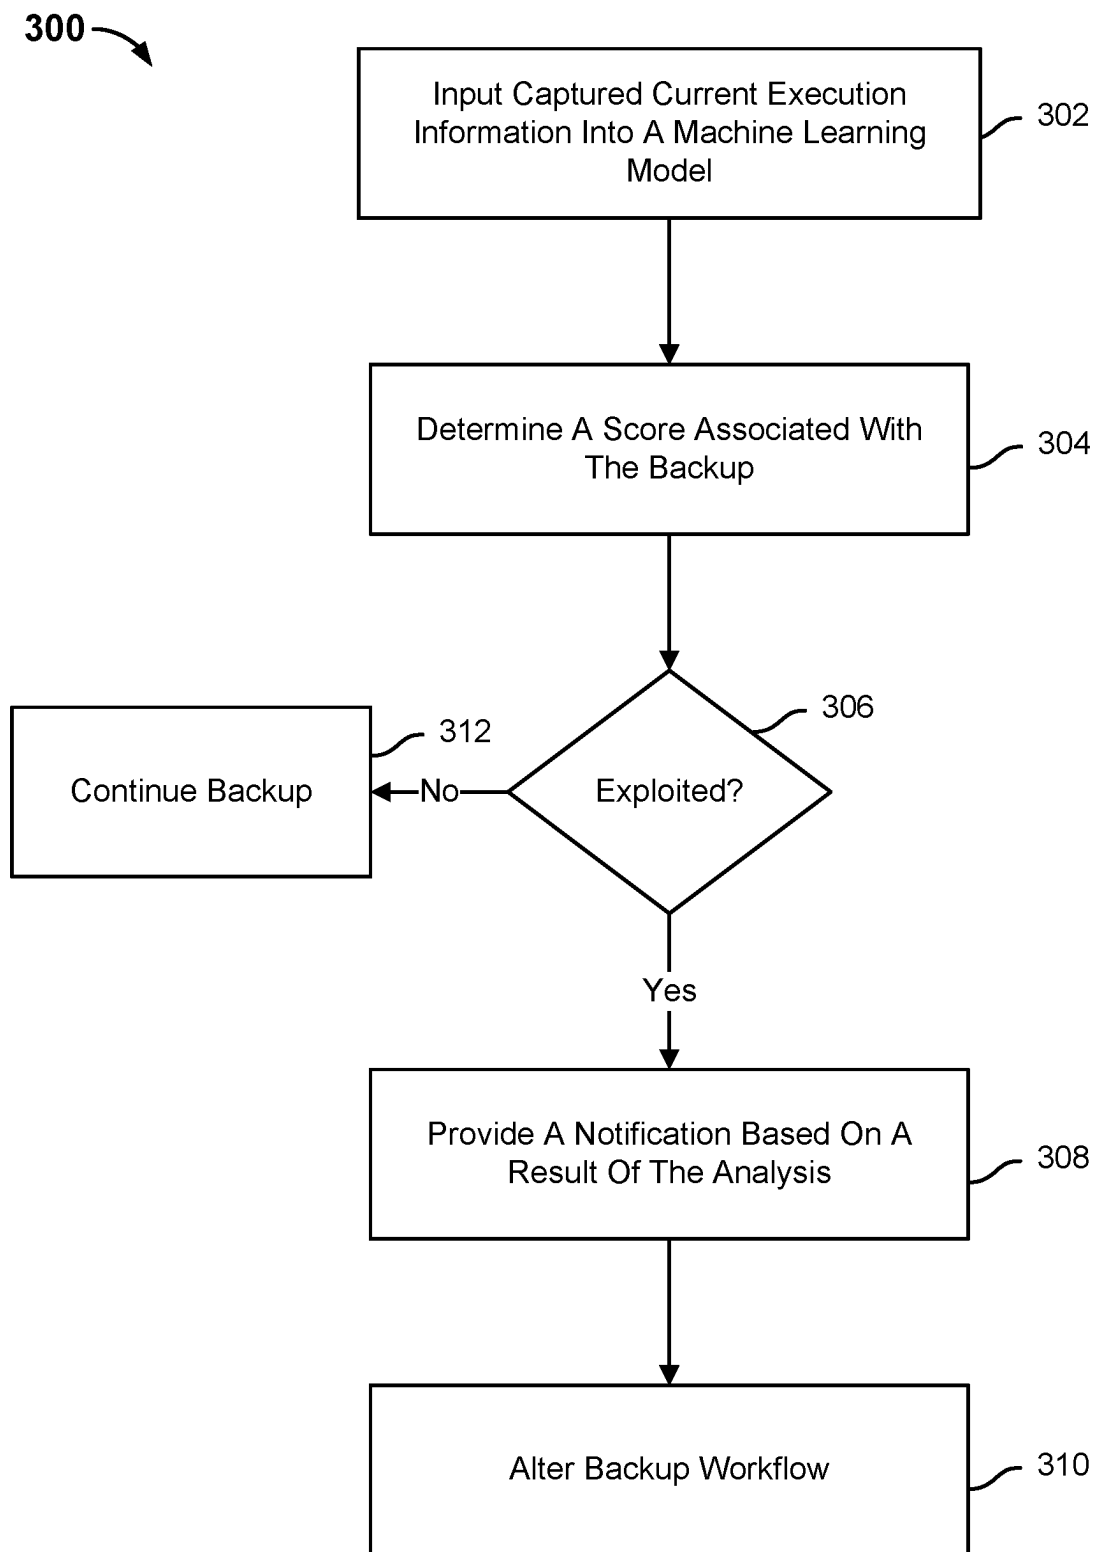 300
Input Captured Current Execution
Information Into A Machine Learning
Model
302
Determine A Score Associated With
The Backup
304
306
312
Continue Backup
No
Exploited?
Yes
Provide A Notification Based On A
Result Of The Analysis
308
Alter Backup Workflow
310